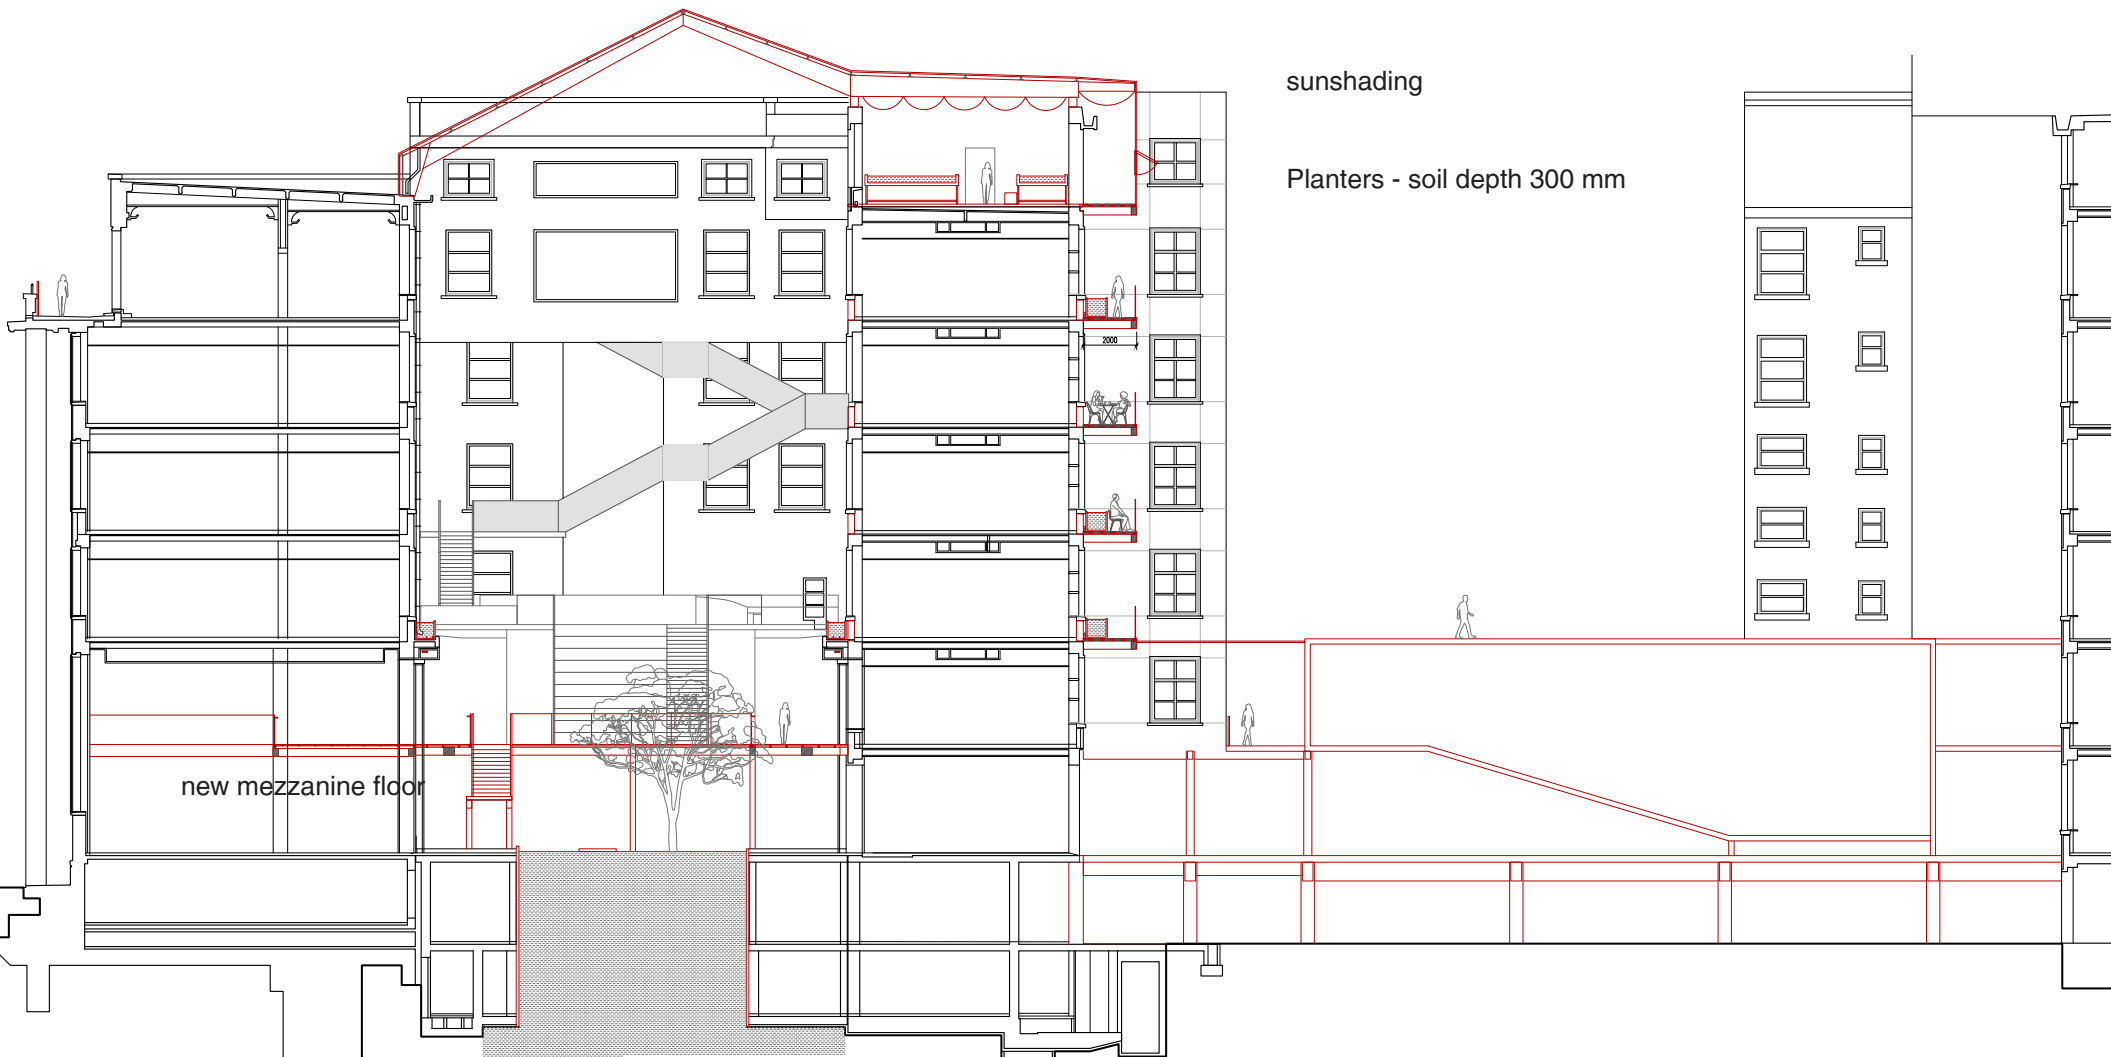 sunshading
Planters - soil depth 300 mm
2000
new mezzanine floor